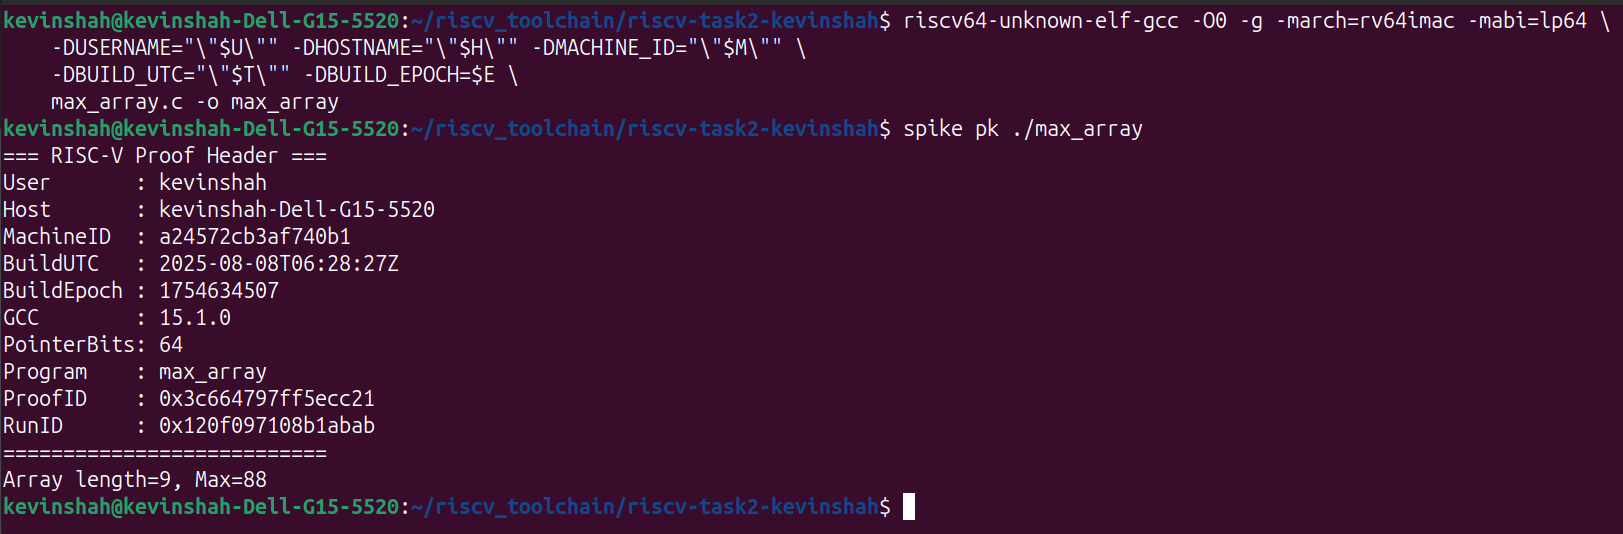 kevinshah@kevinshah-Dell-G15-5520:~/riscv_toolchain/riscv-task2-kevinshah$ riscv64-unknown-elf-gcc -O0 -g -march=rv64imac -mabi=lp64 \
    -DUSERNAME="\"$U\"" -DHOSTNAME="\"$H\"" -DMACHINE_ID="\"$M\"" \
    -DBUILD_UTC="\"$T\"" -DBUILD_EPOCH=$E \
    max_array.c -o max_array
kevinshah@kevinshah-Dell-G15-5520:~/riscv_toolchain/riscv-task2-kevinshah$ spike pk ./max_array
=== RISC-V Proof Header ===
User       : kevinshah
Host       : kevinshah-Dell-G15-5520
MachineID  : a24572cb3af740b1
BuildUTC   : 2025-08-08T06:28:27Z
BuildEpoch : 1754634507
GCC        : 15.1.0
PointerBits: 64
Program    : max_array
ProofID    : 0x3c664797ff5ecc21
RunID      : 0x120f097108b1abab
===========================
Array length=9, Max=88
kevinshah@kevinshah-Dell-G15-5520:~/riscv_toolchain/riscv-task2-kevinshah$